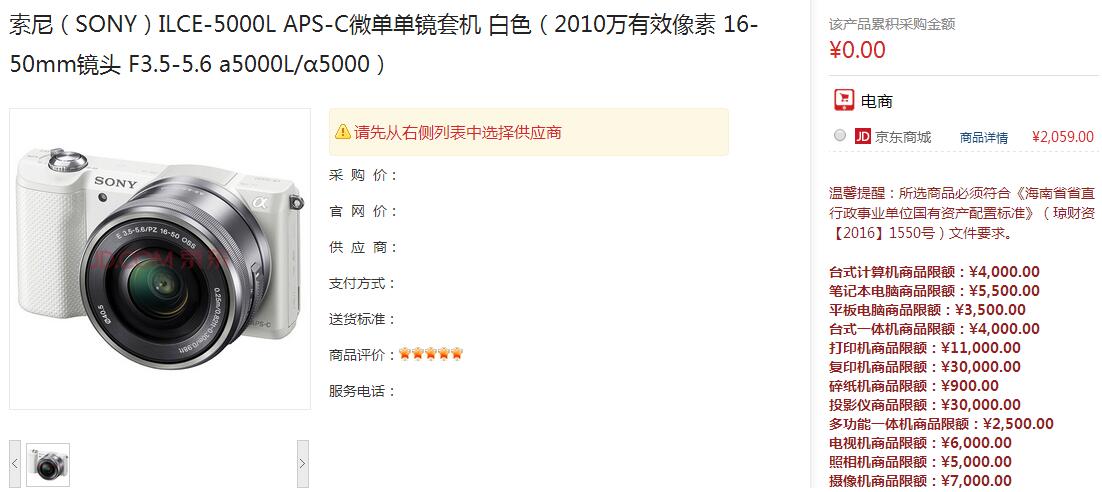 索尼（SONY）ILCE-5000L APS-C微单单镜套机 白色（2010万有效像素 16-
50mm镜头 F3.5-5.6 a5000L/α5000）
SONY
α
E 3.5-5.6/PZ 16-50 OSS
JD.COM 京东
0.25m/0.82ft-0.30m/0.98ft
Ø40.5
APS-C
请先从右侧列表中选择供应商
采 购 价：
官 网 价：
供 应 商：
支付方式：
送货标准：
商品评价：
服务电话：
该产品累积采购金额
¥0.00
电商
JD 京东商城 商品详情 ¥2,059.00
温馨提醒：所选商品必须符合《海南省省直
行政事业单位国有资产配置标准》（琼财资
【2016】1550号）文件要求。
台式计算机商品限额：¥4,000.00
笔记本电脑商品限额：¥5,500.00
平板电脑商品限额：¥3,500.00
台式一体机商品限额：¥4,000.00
打印机商品限额：¥11,000.00
复印机商品限额：¥30,000.00
碎纸机商品限额：¥900.00
投影仪商品限额：¥30,000.00
多功能一体机商品限额：¥2,500.00
电视机商品限额：¥6,000.00
照相机商品限额：¥5,000.00
摄像机商品限额：¥7,000.00